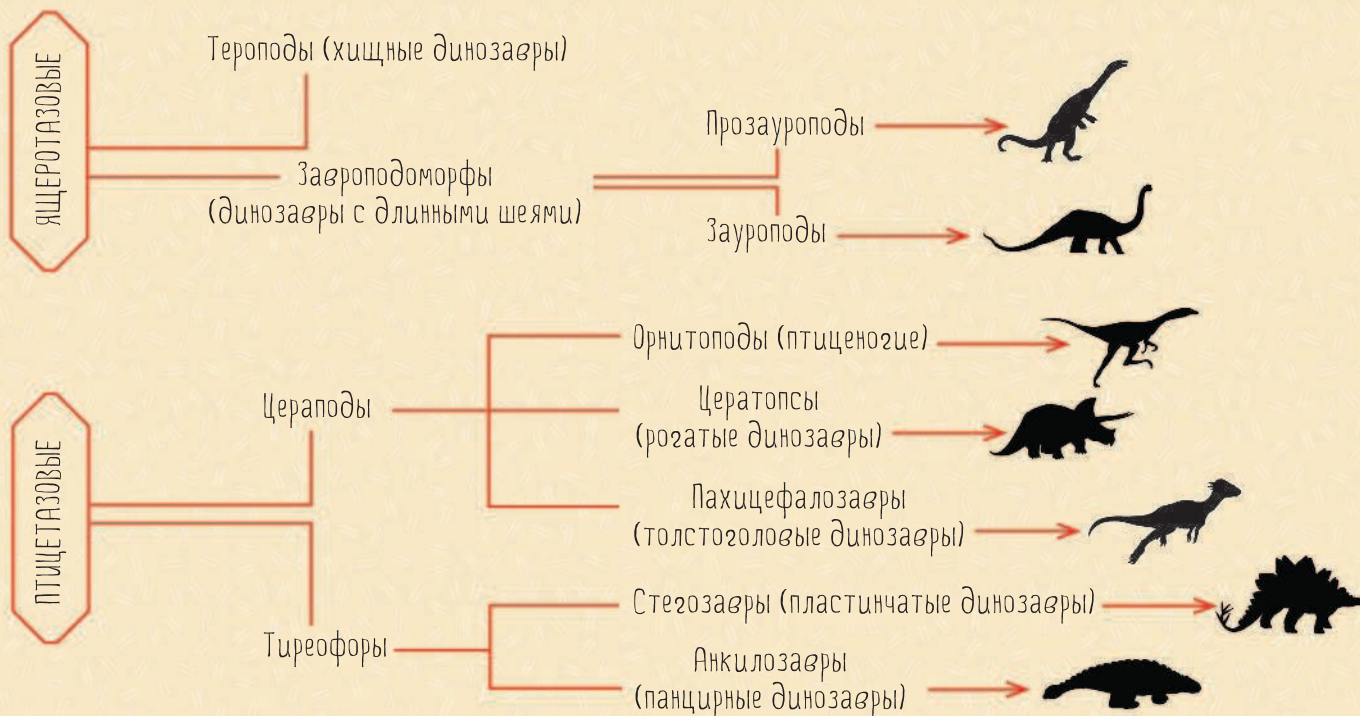 ЯЩЕРОТАЗОВЫЕ
Тероподы (хищные динозавры)
Завроподоморфы
(динозавры с длинными шеями)
Прозауроподы
Зауроподы
ПТИЦЕТАЗОВЫЕ
Цераподы
Орнитоподы (птиценогие)
Цератопсы
(рогатые динозавры)
Пахицефалозавры
(толстоголовые динозавры)
Тиреофоры
Стегозавры (пластинчатые динозавры)
Анкилозавры
(панцирные динозавры)